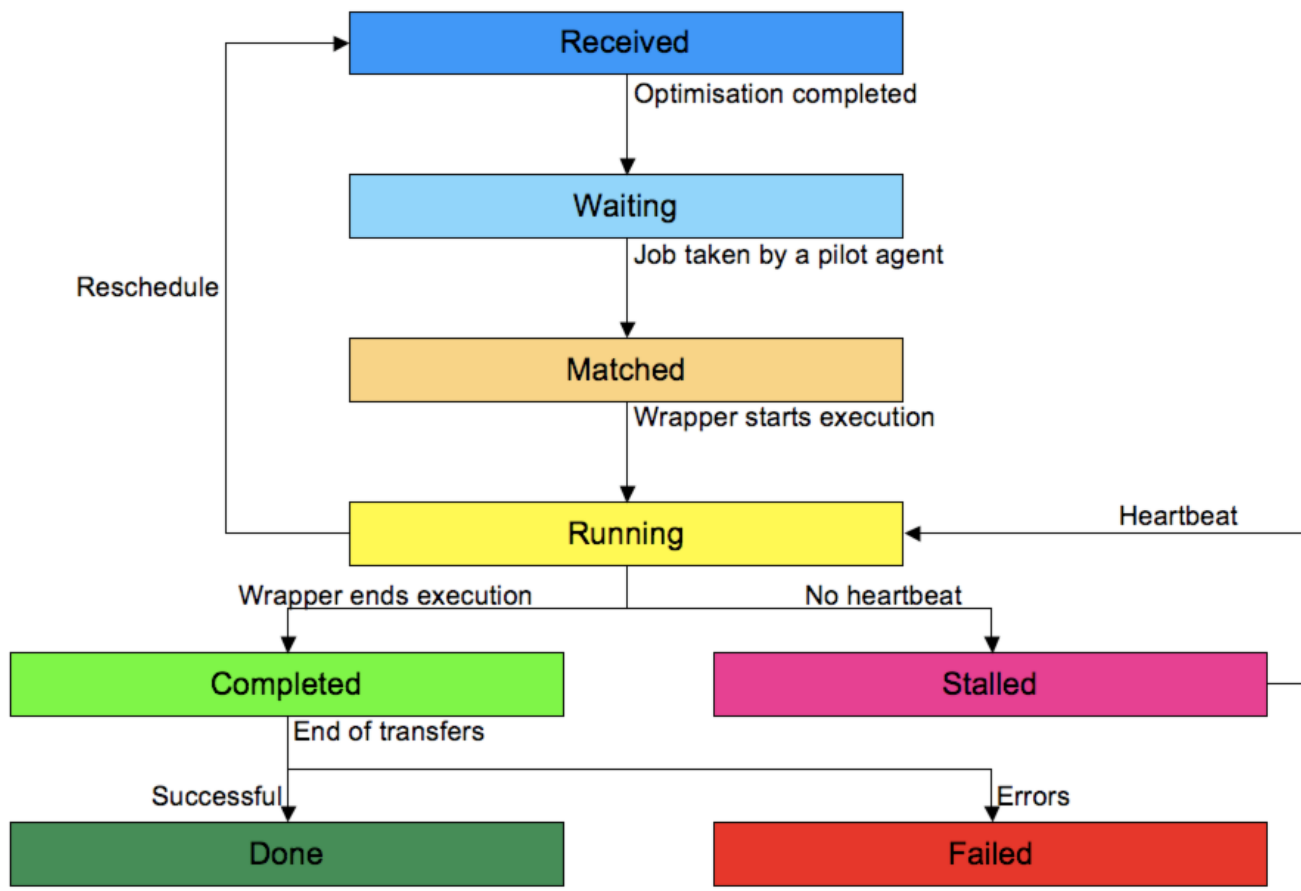 Received
Optimisation completed
Waiting
Job taken by a pilot agent
Reschedule
Matched
Wrapper starts execution
Running
Heartbeat
Wrapper ends execution
No heartbeat
Completed
Stalled
End of transfers
Successful
Errors
Done
Failed